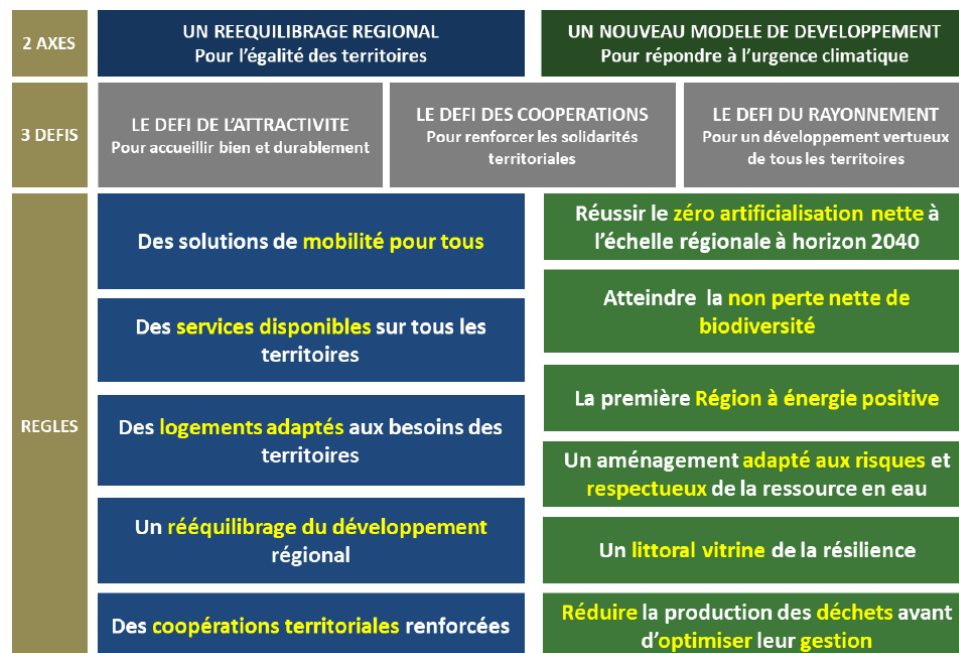 2 AXES
UN REEQUILIBRAGE REGIONAL
Pour l'égalité des territoires
UN NOUVEAU MODELE DE DEVELOPPEMENT
Pour répondre à l'urgence climatique
3 DEFIS
LE DEFI DE L'ATTRACTIVITE
Pour accueillir bien et durablement
LE DEFI DES COOPERATIONS
Pour renforcer les solidarités
territoriales
LE DEFI DU RAYONNEMENT
Pour un développement vertueux
de tous les territoires
REGLES
Des solutions de mobilité pour tous
Des services disponibles sur tous les
territoires
Des logements adaptés aux besoins des
territoires
Un rééquilibrage du développement
régional
Des coopérations territoriales renforcées
Réussir le zéro artificialisation nette à
l'échelle régionale à horizon 2040
Atteindre la non perte nette de
biodiversité
La première Région à énergie positive
Un aménagement adapté aux risques et
respectueux de la ressource en eau
Un littoral vitrine de la résilience
Réduire la production des déchets avant
d'optimiser leur gestion